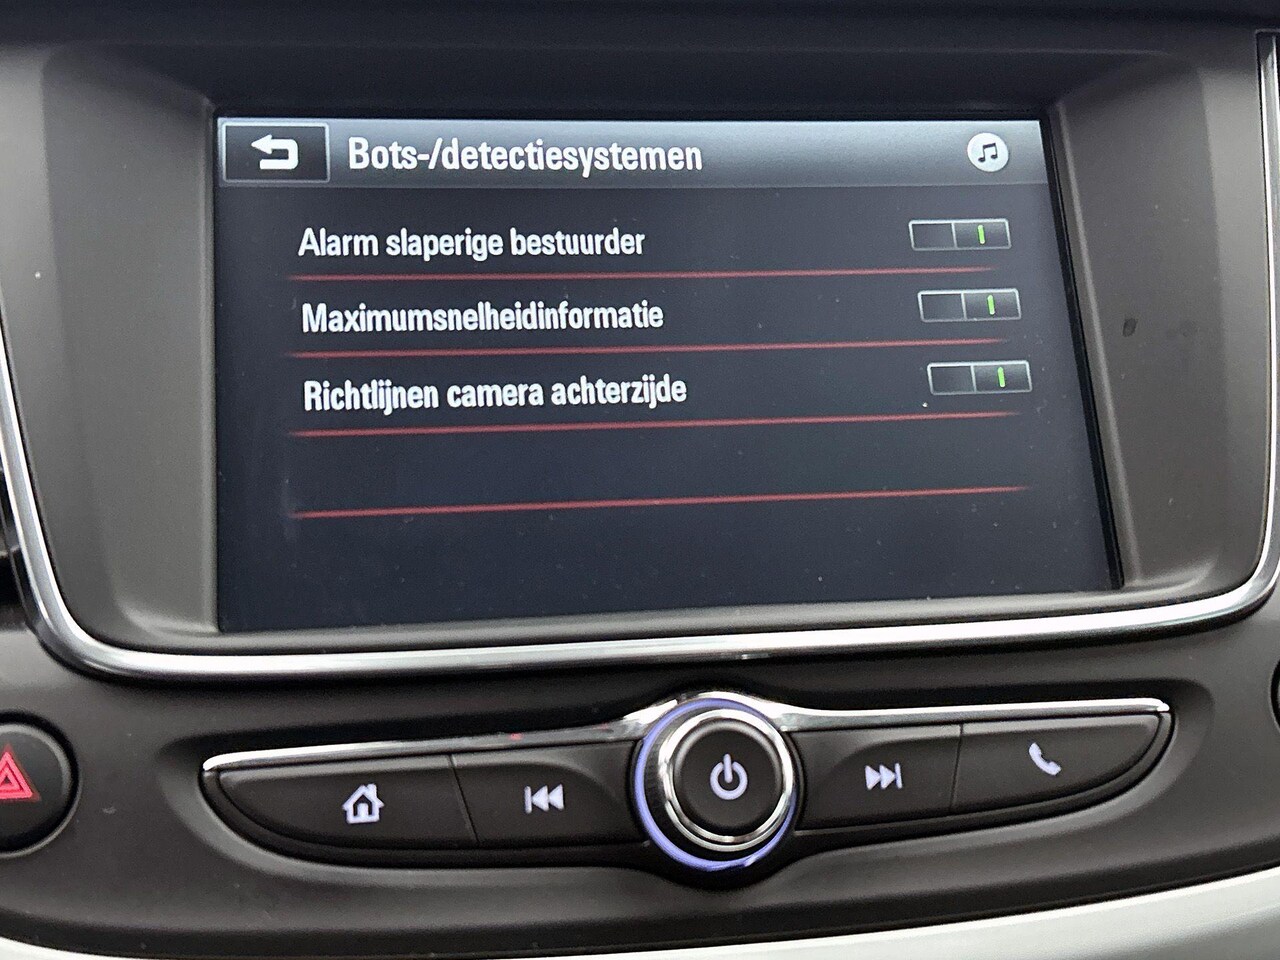 Bots-/detectiesystemen
Alarm slaperige bestuurder
Maximumsnelheidinformatie
Richtlijnen camera achterzijde